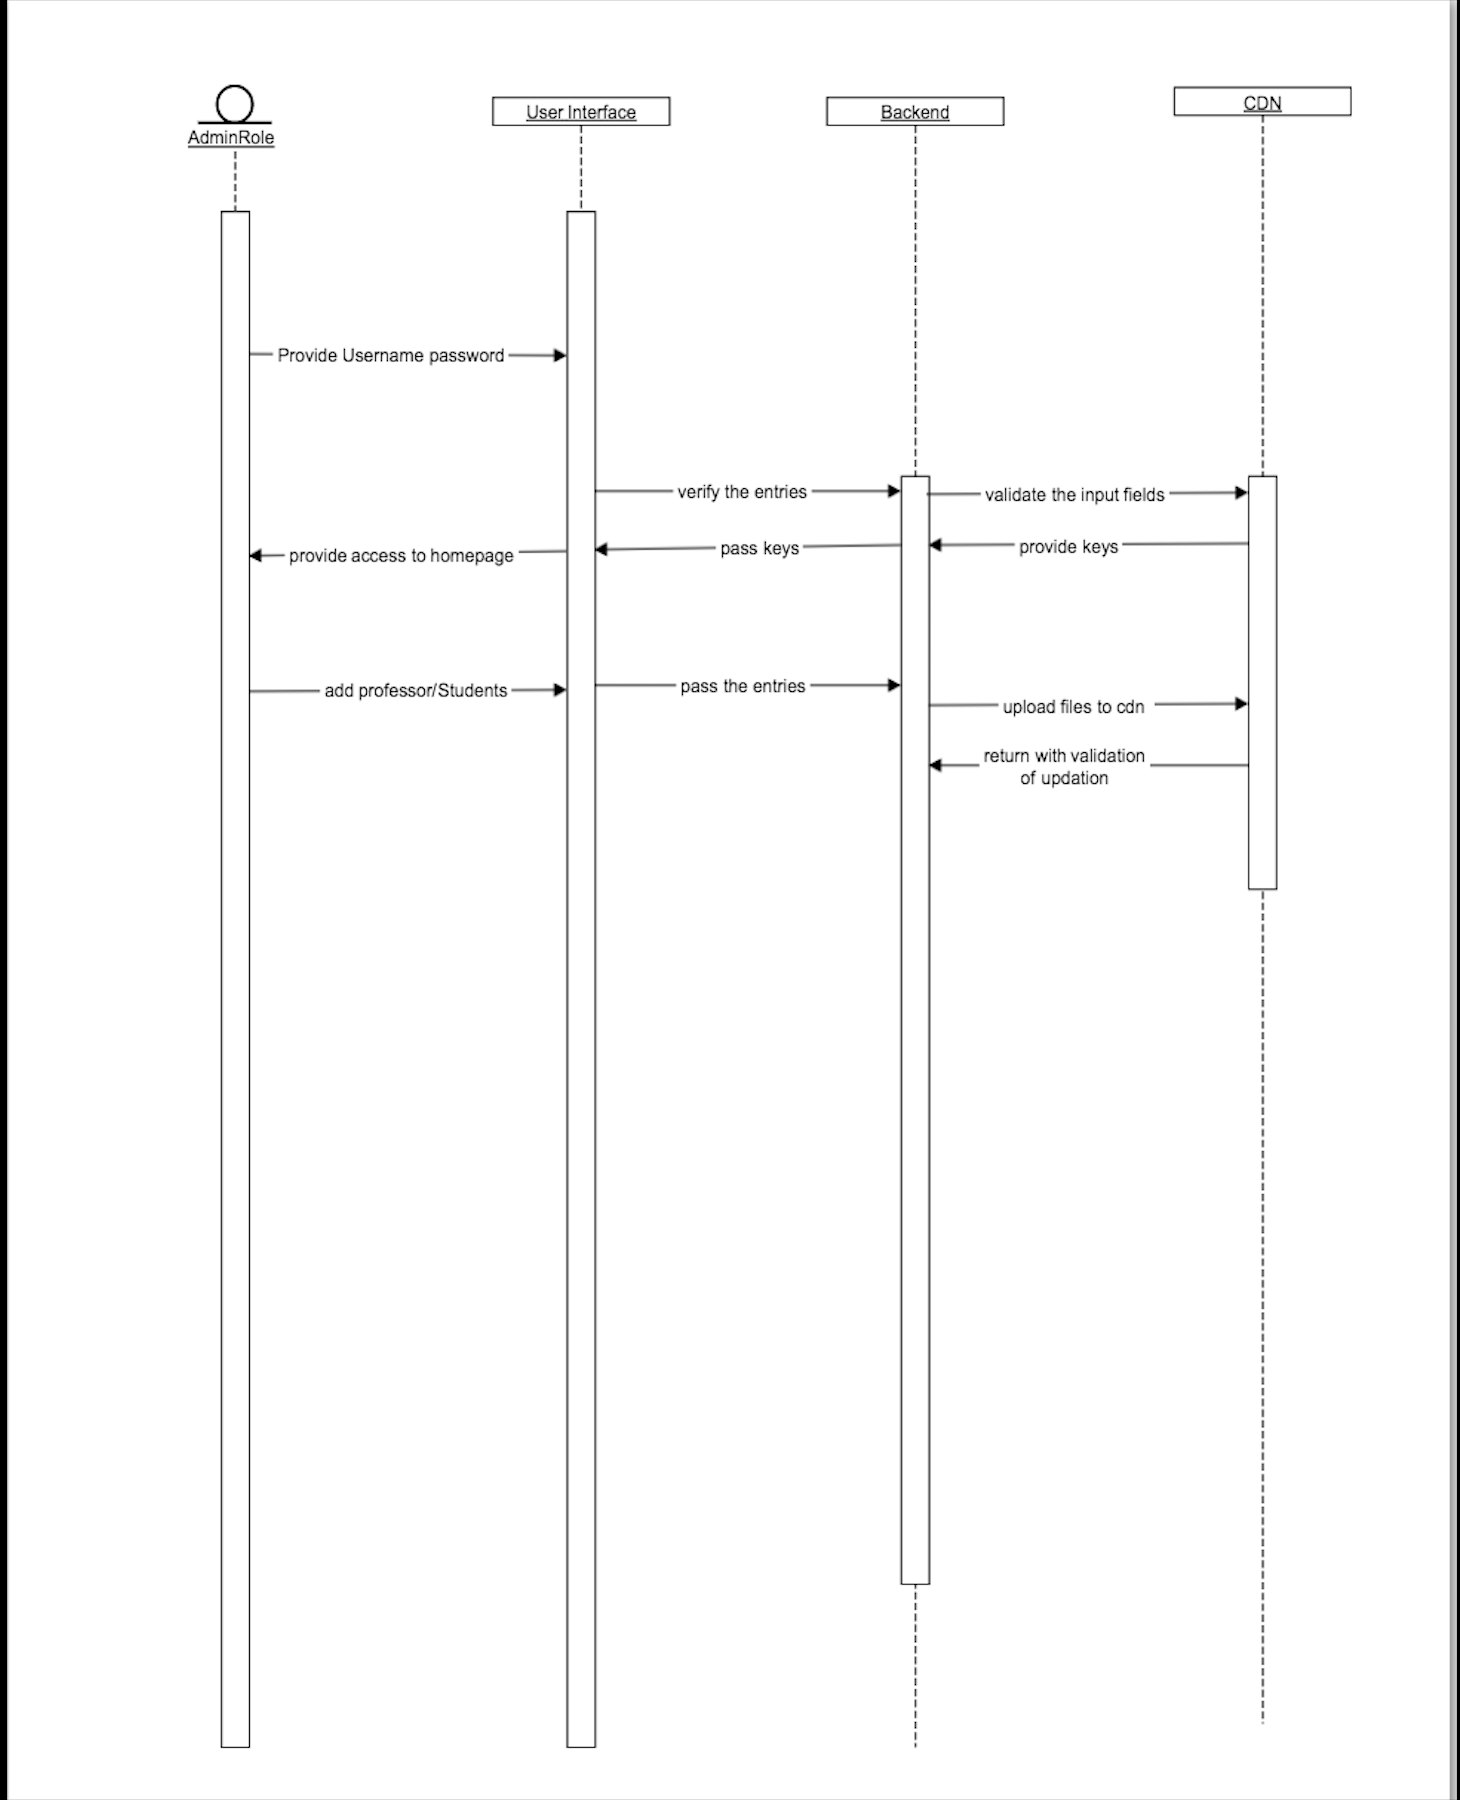 AdminRole
User Interface
Backend
CDN
Provide Username password
verify the entries
validate the input fields
provide access to homepage
pass keys
provide keys
add professor/Students
pass the entries
upload files to cdn
return with validation
of updation